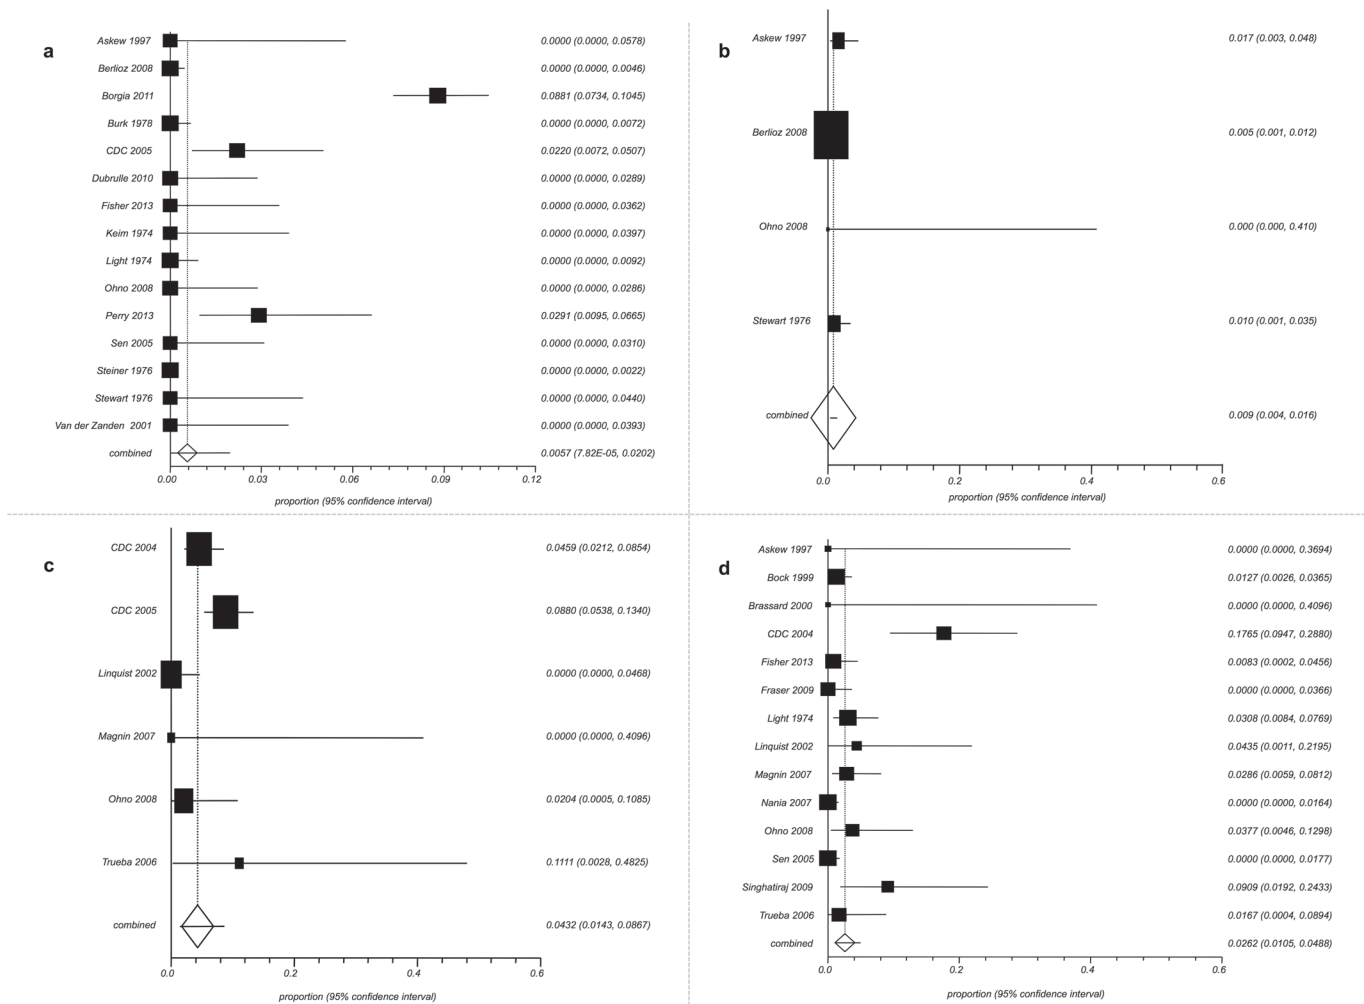 a
Askew 1997 0.0000 (0.0000, 0.0578)
Berlioz 2008 0.0000 (0.0000, 0.0046)
Borgia 2011 0.0881 (0.0734, 0.1045)
Burk 1978 0.0000 (0.0000, 0.0072)
CDC 2005 0.0220 (0.0072, 0.0507)
Dubrulle 2010 0.0000 (0.0000, 0.0289)
Fisher 2013 0.0000 (0.0000, 0.0362)
Keim 1974 0.0000 (0.0000, 0.0397)
Light 1974 0.0000 (0.0000, 0.0092)
Ohno 2008 0.0000 (0.0000, 0.0286)
Perry 2013 0.0291 (0.0095, 0.0665)
Sen 2005 0.0000 (0.0000, 0.0310)
Steiner 1976 0.0000 (0.0000, 0.0022)
Stewart 1976 0.0000 (0.0000, 0.0440)
Van der Zanden 2001 0.0000 (0.0000, 0.0393)
combined 0.0057 (7.82E-05, 0.0202)
0.00 0.03 0.06 0.09 0.12
proportion (95% confidence interval)
b
Askew 1997 0.017 (0.003, 0.048)
Berlioz 2008 0.005 (0.001, 0.012)
Ohno 2008 0.000 (0.000, 0.410)
Stewart 1976 0.010 (0.001, 0.035)
combined 0.009 (0.004, 0.016)
0.0 0.2 0.4 0.6
proportion (95% confidence interval)
c
CDC 2004 0.0459 (0.0212, 0.0854)
CDC 2005 0.0880 (0.0538, 0.1340)
Linquist 2002 0.0000 (0.0000, 0.0468)
Magnin 2007 0.0000 (0.0000, 0.4096)
Ohno 2008 0.0204 (0.0005, 0.1085)
Trueba 2006 0.1111 (0.0028, 0.4825)
combined 0.0432 (0.0143, 0.0867)
0.0 0.2 0.4 0.6
proportion (95% confidence interval)
d
Askew 1997 0.0000 (0.0000, 0.3694)
Bock 1999 0.0127 (0.0026, 0.0365)
Brassard 2000 0.0000 (0.0000, 0.4096)
CDC 2004 0.1765 (0.0947, 0.2880)
Fisher 2013 0.0083 (0.0002, 0.0456)
Fraser 2009 0.0000 (0.0000, 0.0366)
Light 1974 0.0308 (0.0084, 0.0769)
Linquist 2002 0.0435 (0.0011, 0.2195)
Magnin 2007 0.0286 (0.0059, 0.0812)
Nania 2007 0.0000 (0.0000, 0.0164)
Ohno 2008 0.0377 (0.0046, 0.1298)
Sen 2005 0.0000 (0.0000, 0.0177)
Singhatiraj 2009 0.0909 (0.0192, 0.2433)
Trueba 2006 0.0167 (0.0004, 0.0894)
combined 0.0262 (0.0105, 0.0488)
0.0 0.2 0.4 0.6
proportion (95% confidence interval)